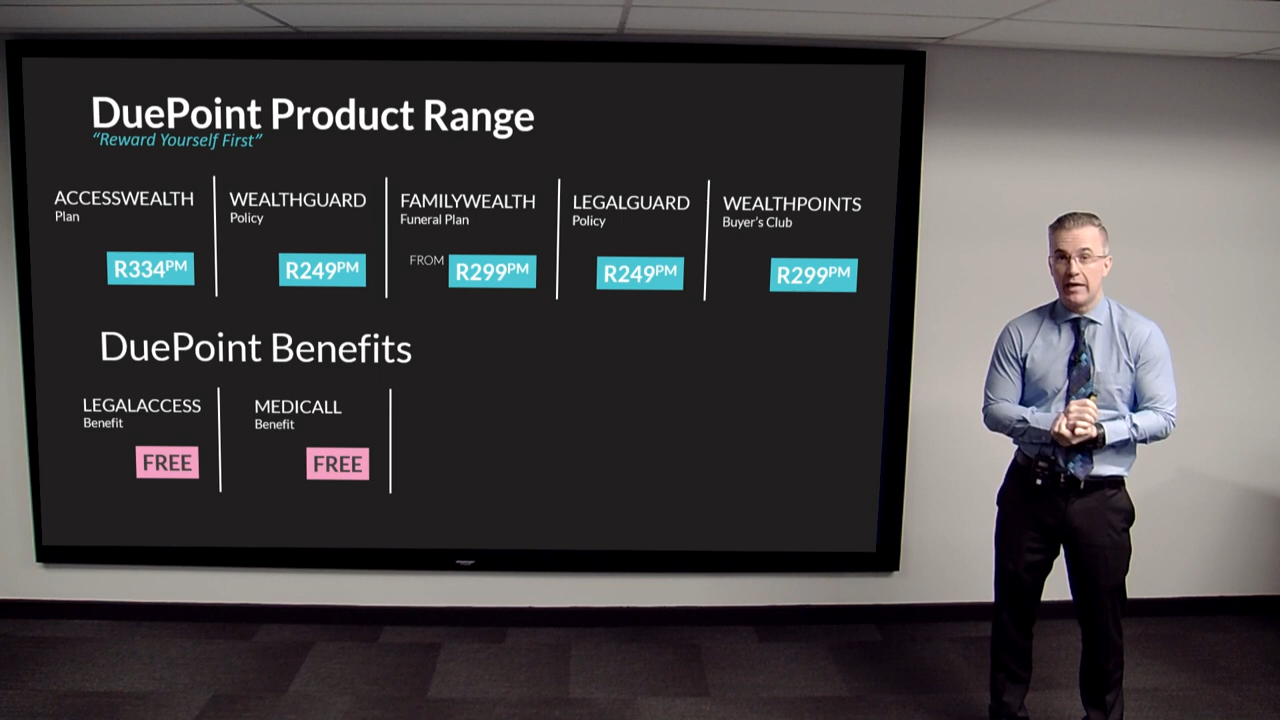 DuePoint Product Range
“Reward Yourself First”
ACCESSWEALTH
Plan
R334PM
WEALTHGUARD
Policy
R249PM
FAMILYWEALTH
Funeral Plan
FROM R299PM
LEGALGUARD
Policy
R249PM
WEALTHPOINTS
Buyer’s Club
R299PM
DuePoint Benefits
LEGALACCESS
Benefit
FREE
MEDICALL
Benefit
FREE